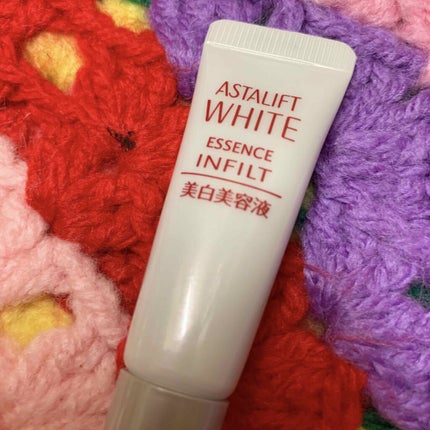 ASTALIFT
WHITE
ESSENCE
INFILT
美白美容液